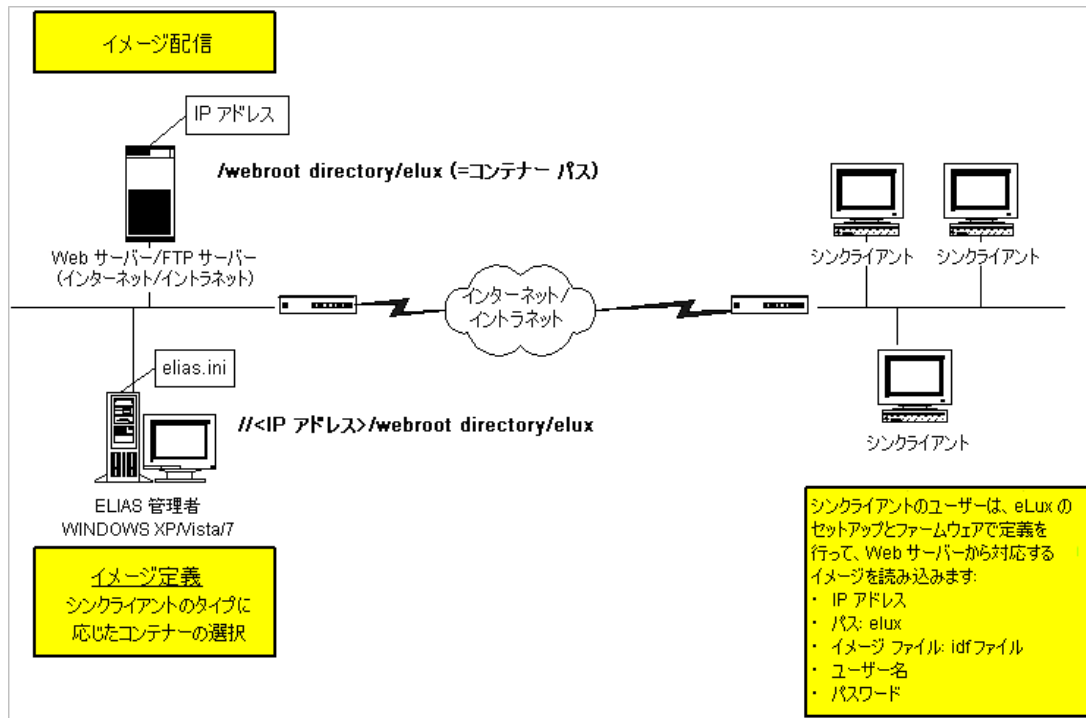 イメージ配信
IP アドレス
/webroot directory/elux (=コンテナー パス)
Web サーバー/FTP サーバー
(インターネット/イントラネット)
シンクライアント
シンクライアント
インターネット/
イントラネット
elias.ini
//<IP アドレス>/webroot directory/elux
シンクライアント
ELIAS 管理者
WINDOWS XP/Vista/7
イメージ定義
シンクライアントのタイプに
応じたコンテナーの選択
シンクライアントのユーザーは、eLux の
セットアップとファームウェアで定義を
行って、Web サーバーから対応する
イメージを読み込みます:
・ IP アドレス
・ パス: elux
・ イメージ ファイル: idfファイル
・ ユーザー名
・ パスワード